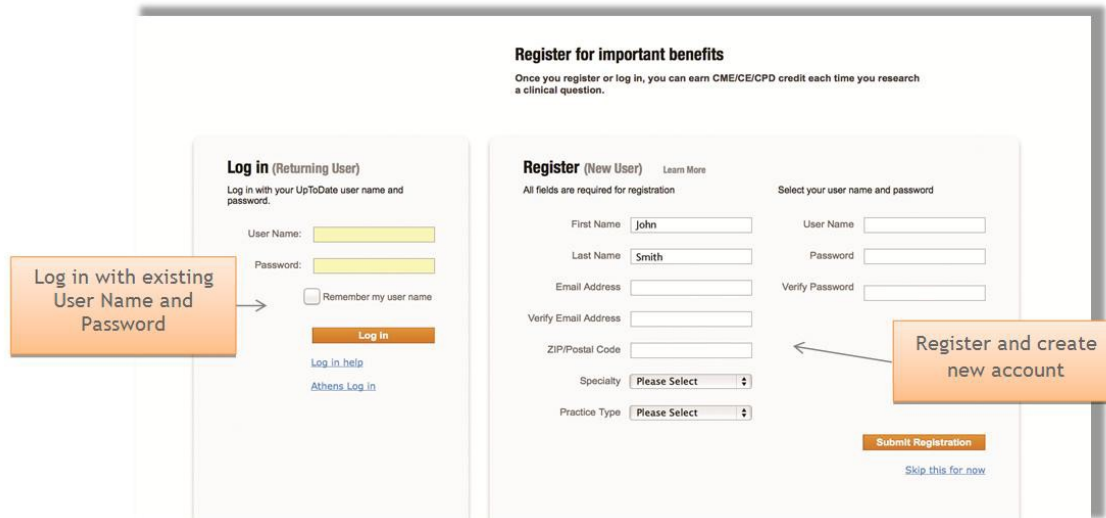 Register for important benefits
Once you register or log in, you can earn CME/CE/CPD credit each time you research
a clinical question.
Log in (Returning User)
Log in with your UpToDate user name and
password.
User Name:
Password:
Remember my user name
Log In
Log in help
Athens Log in
Log in with existing
User Name and
Password
Register (New User) Learn More
All fields are required for registration
First Name John
Last Name Smith
Email Address
Verify Email Address
ZIP/Postal Code
Specialty Please Select
Practice Type Please Select
Select your user name and password
User Name
Password
Verify Password
Register and create
new account
Submit Registration
Skip this for now